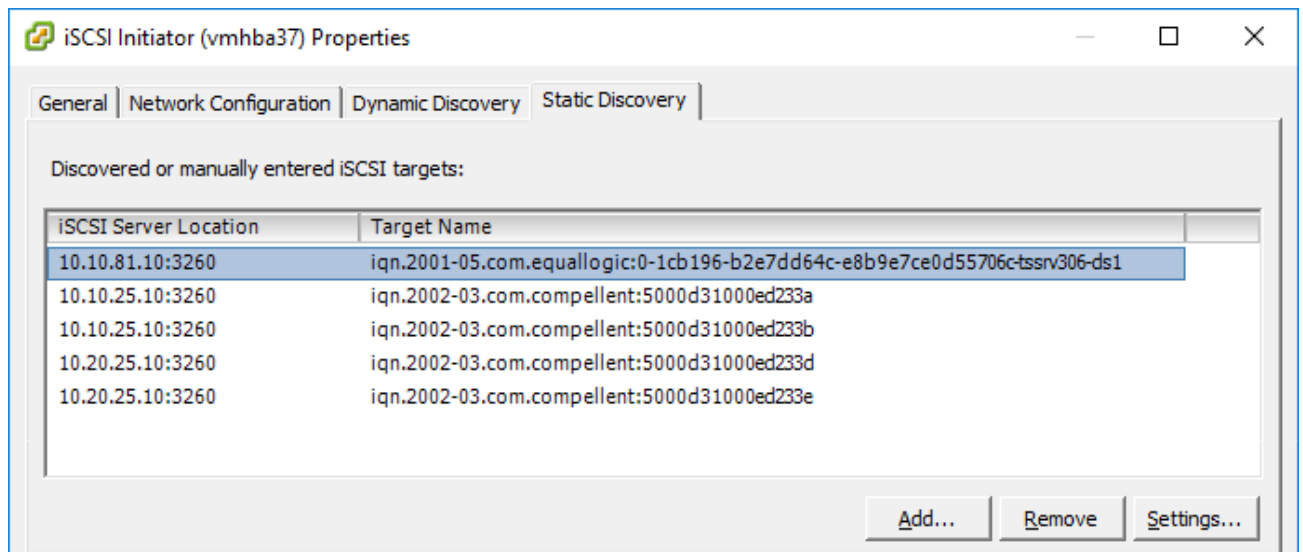 iSCSI Initiator (vmhba37) Properties
General Network Configuration Dynamic Discovery Static Discovery
Discovered or manually entered iSCSI targets:
iSCSI Server Location Target Name
10.10.81.10:3260 iqn.2001-05.com.equallogic:0-1cb196-b2e7dd64c-e8b9e7ce0d55706c-tssrv306-ds1
10.10.25.10:3260 iqn.2002-03.com.compellent:5000d31000ed233a
10.10.25.10:3260 iqn.2002-03.com.compellent:5000d31000ed233b
10.20.25.10:3260 iqn.2002-03.com.compellent:5000d31000ed233d
10.20.25.10:3260 iqn.2002-03.com.compellent:5000d31000ed233e
Add... Remove Settings...